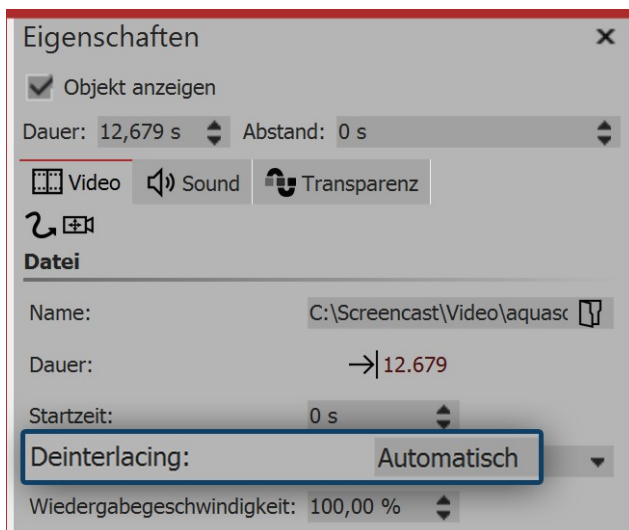 Eigenschaften
Objekt anzeigen
Dauer: 12,679 s Abstand: 0 s
Video Sound Transparenz
Datei
Name: C:\Screencast\Video\aquasc
Dauer: 12.679
Startzeit: 0 s
Deinterlacing: Automatisch
Wiedergabegeschwindigkeit: 100,00 %